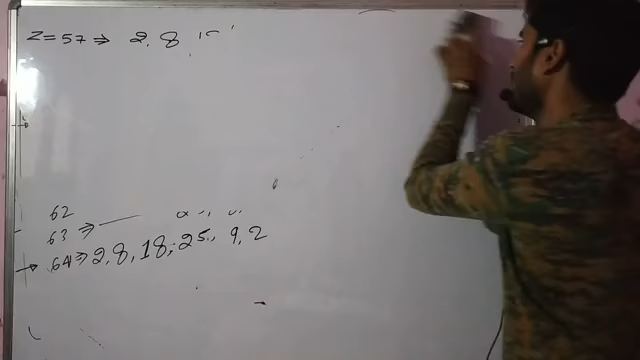 Z=57⇒ 2, 8
62
63 ⇒
→ 64⇒ 2, 8, 18, 25, 9, 2